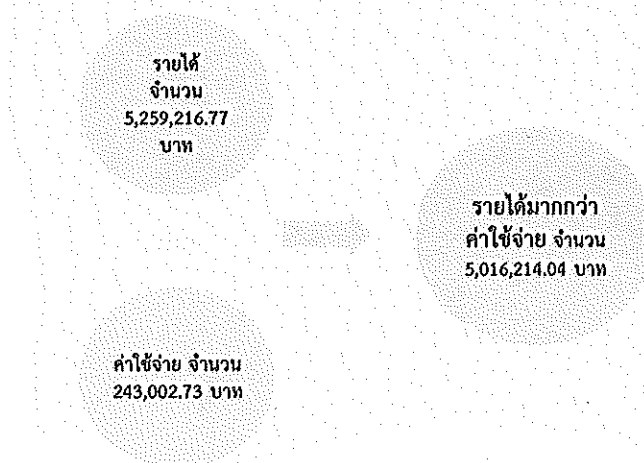 รายได้
จำนวน
5,259,216.77
บาท
รายได้มากกว่า
ค่าใช้จ่าย จำนวน
5,016,214.04 บาท
ค่าใช้จ่าย จำนวน
243,002.73 บาท